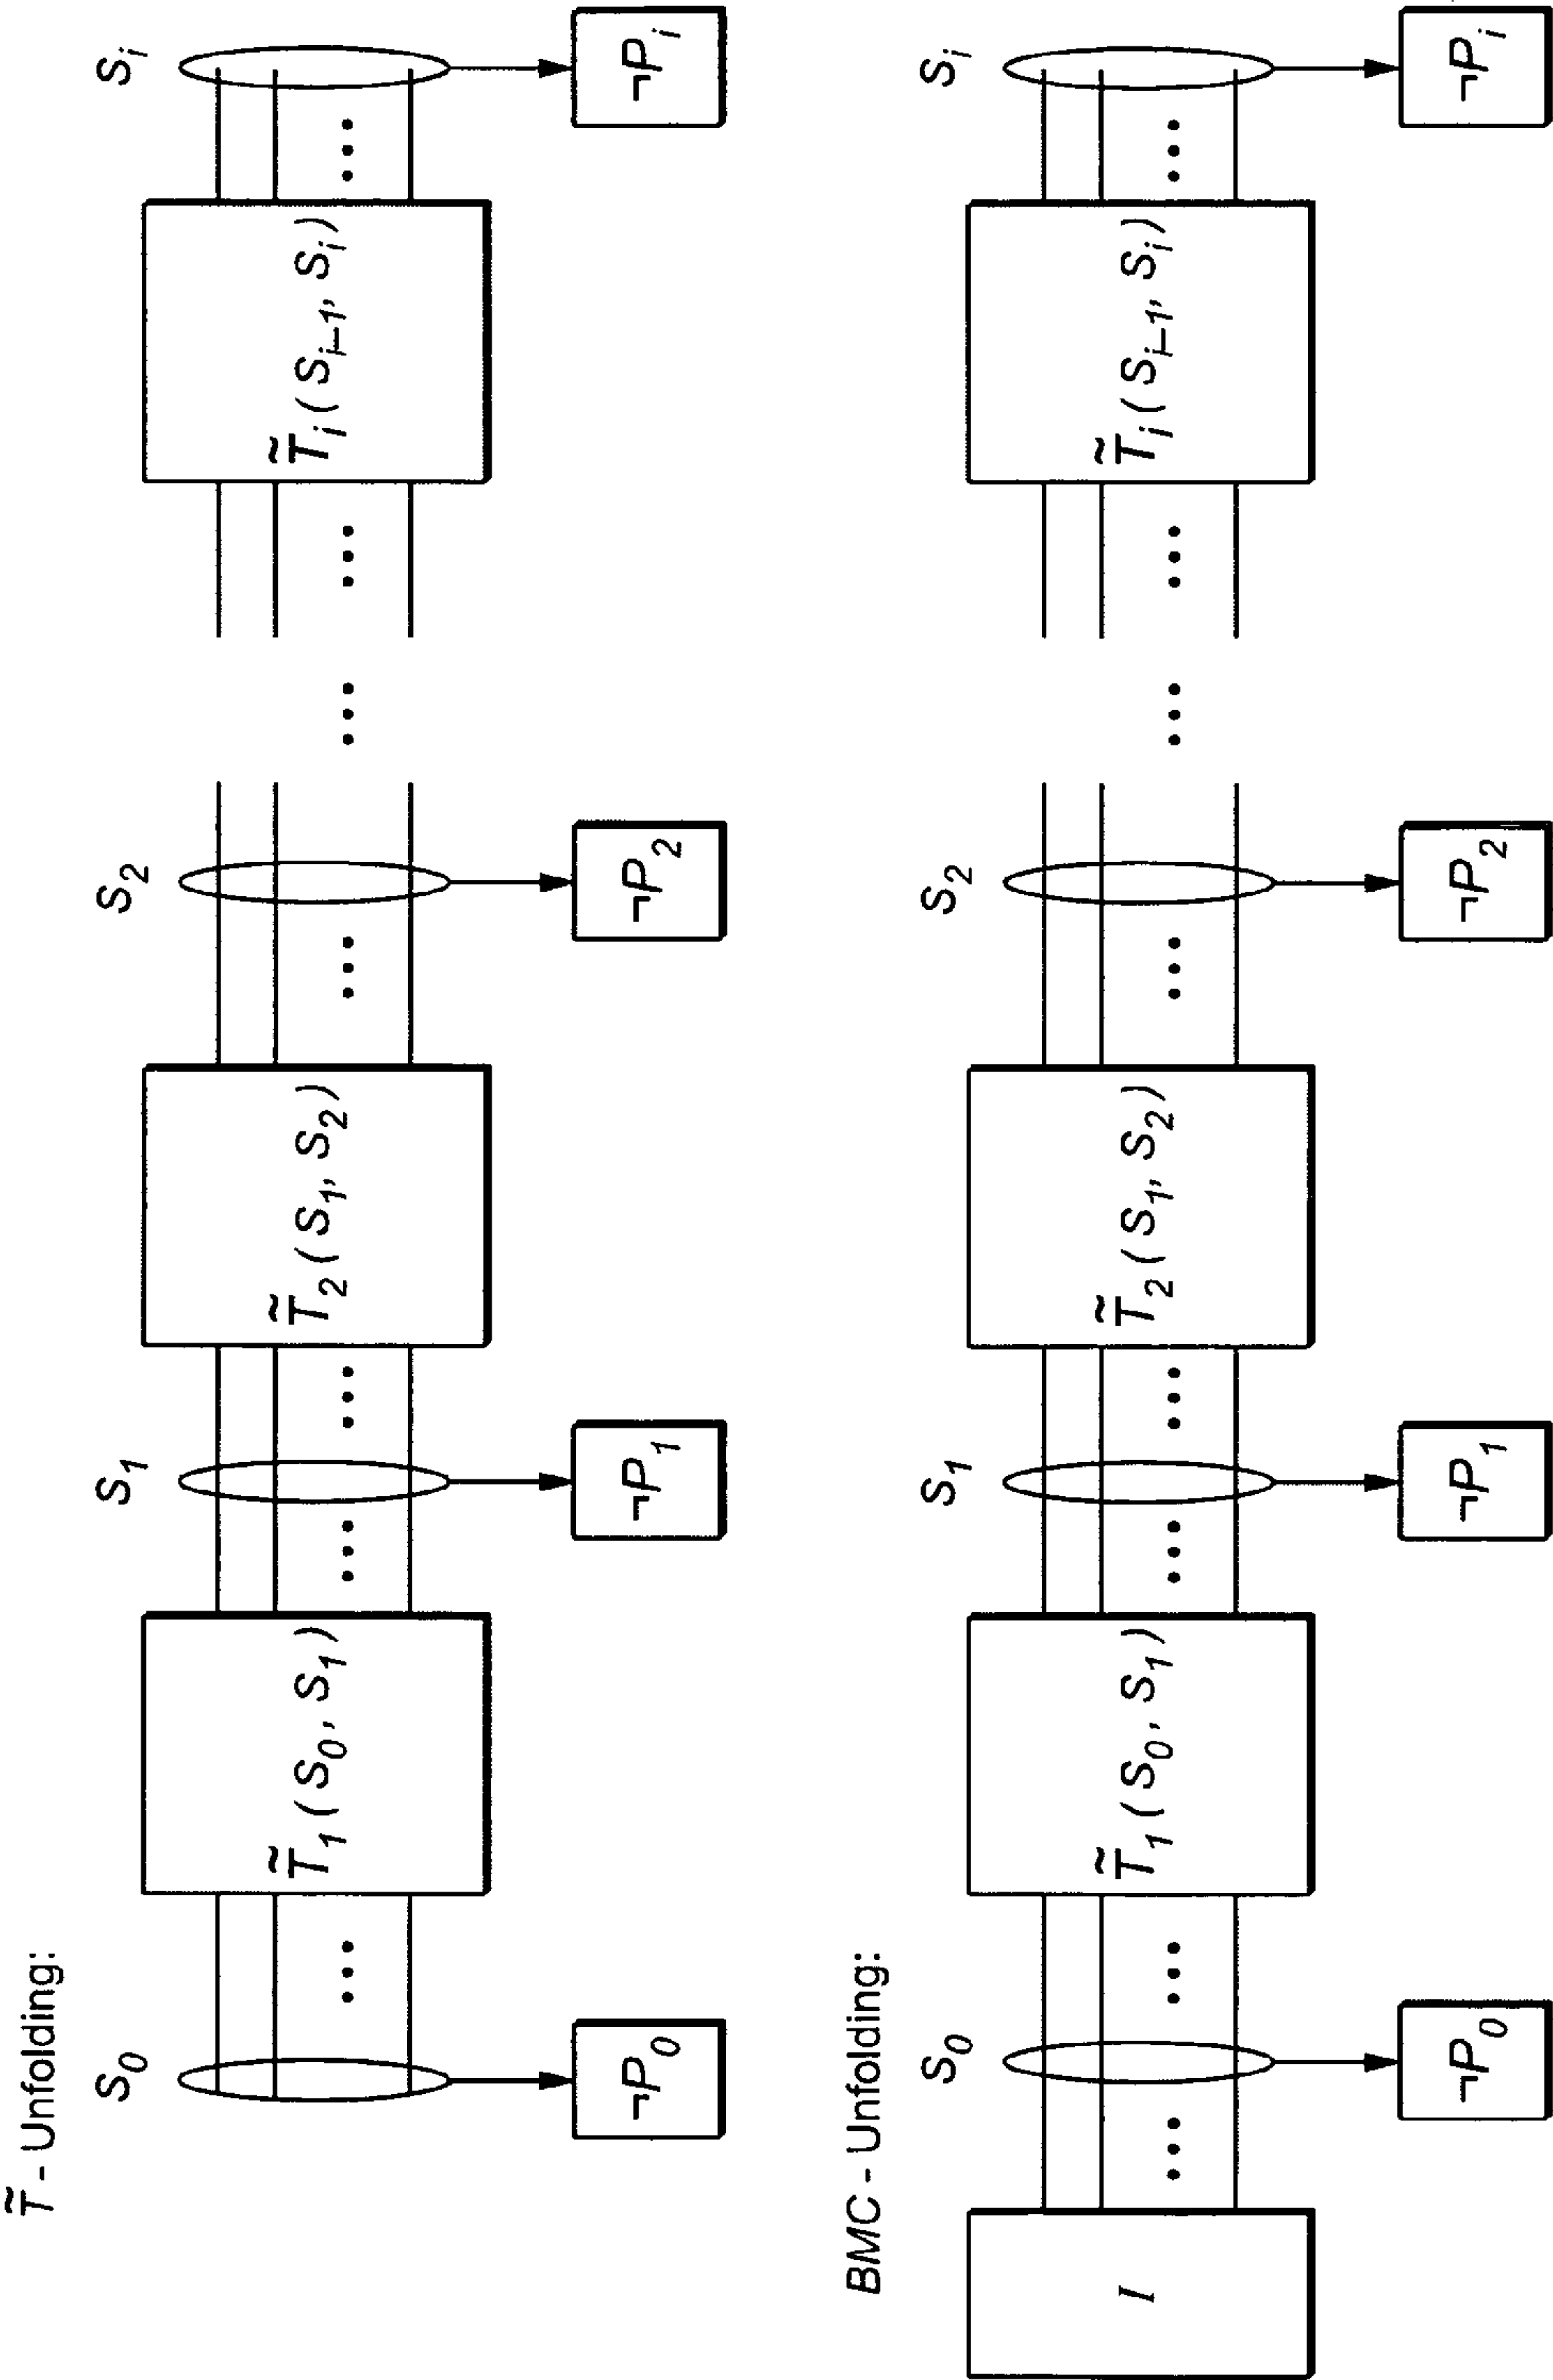 T̃ - Unfolding:
S₀ S₁ S₂ Sᵢ
T̃₁ ( S₀, S₁ ) T̃₂ ( S₁, S₂ ) T̃ᵢ ( Sᵢ₋₁, Sᵢ )
¬P₀ ¬P₁ ¬P₂ ¬Pᵢ
BMC - Unfolding:
S₀ S₁ S₂ Sᵢ
I T̃₁ ( S₀, S₁ ) T̃₂ ( S₁, S₂ ) T̃ᵢ ( Sᵢ₋₁, Sᵢ )
¬P₀ ¬P₁ ¬P₂ ¬Pᵢ